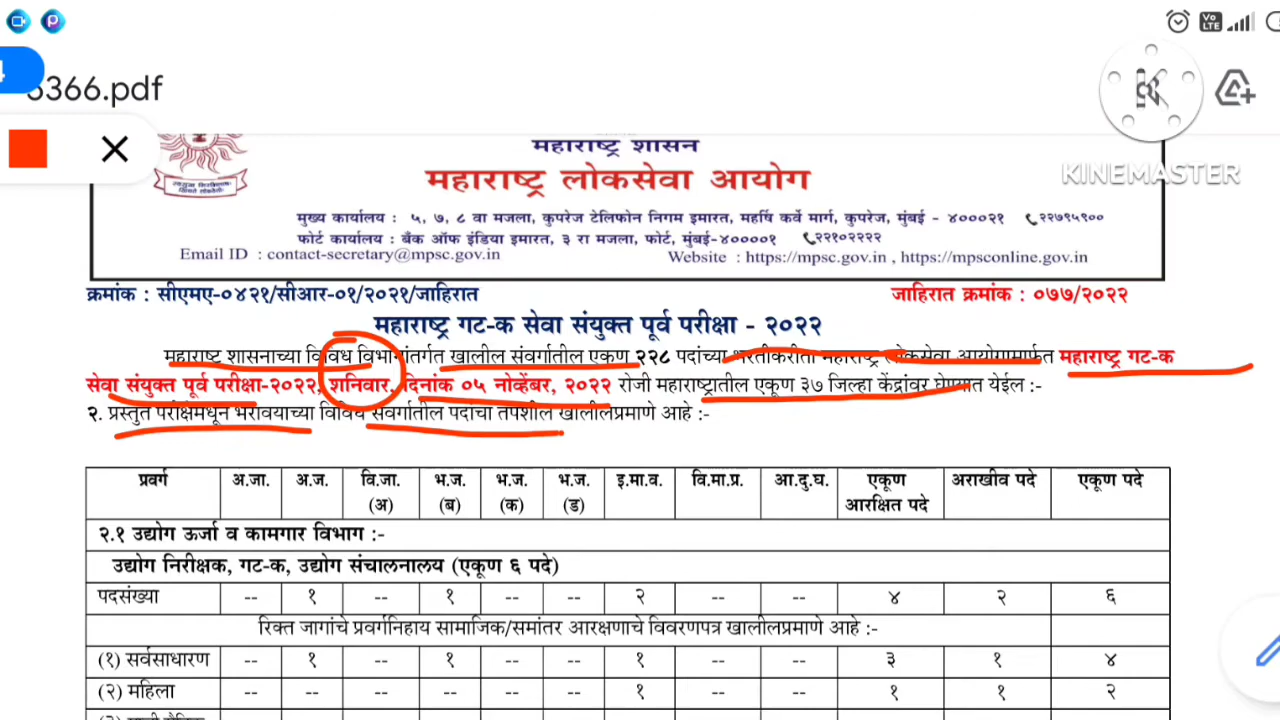 4
5366.pdf
KINEMASTER
महाराष्ट्र शासन
महाराष्ट्र लोकसेवा आयोग
मुख्य कार्यालय : ५, ७, ८ वा मजला, कुपरेज टेलिफोन निगम इमारत, महर्षि कर्वे मार्ग, कुपरेज, मुंबई - ४०००२१ २२७९५९००
फोर्ट कार्यालय : बँक ऑफ इंडिया इमारत, ३ रा मजला, फोर्ट, मुंबई-४००००१ २२१०२२२२
Email ID : contact-secretary@mpsc.gov.in Website : https://mpsc.gov.in , https://mpsconline.gov.in
क्रमांक : सीएमए-०४२१/सीआर-०१/२०२१/जाहिरात जाहिरात क्रमांक : ०७७/२०२२
महाराष्ट्र गट-क सेवा संयुक्त पूर्व परीक्षा - २०२२
महाराष्ट शासनाच्या विविध विभागांतर्गत खालील संवर्गातील एकूण २२८ पदांच्या भरतीकरीता महाराष्ट्र लोकसेवा आयोगामार्फत महाराष्ट्र गट-क
सेवा संयुक्त पूर्व परीक्षा-२०२२, शनिवार, दिनांक ०५ नोव्हेंबर, २०२२ रोजी महाराष्ट्रातील एकूण ३७ जिल्हा केंद्रांवर घेण्यात येईल :-
२. प्रस्तुत परीक्षेमधून भरावयाच्या विविध संवर्गातील पदांचा तपशील खालीलप्रमाणे आहे :-
प्रवर्ग अ.जा. अ.ज. वि.जा. (अ) भ.ज. (ब) भ.ज. (क) भ.ज. (ड) इ.मा.व. वि.मा.प्र. आ.दु.घ. एकूण आरक्षित पदे अराखीव पदे एकूण पदे
२.१ उद्योग ऊर्जा व कामगार विभाग :-
उद्योग निरीक्षक, गट-क, उद्योग संचालनालय (एकूण ६ पदे)
पदसंख्या -- १ -- १ -- -- २ -- -- ४ २ ६
रिक्त जागांचे प्रवर्गनिहाय सामाजिक/समांतर आरक्षणाचे विवरणपत्र खालीलप्रमाणे आहे :-
(१) सर्वसाधारण -- १ -- १ -- -- १ -- -- ३ १ ४
(२) महिला -- -- -- -- -- -- १ -- -- १ १ २